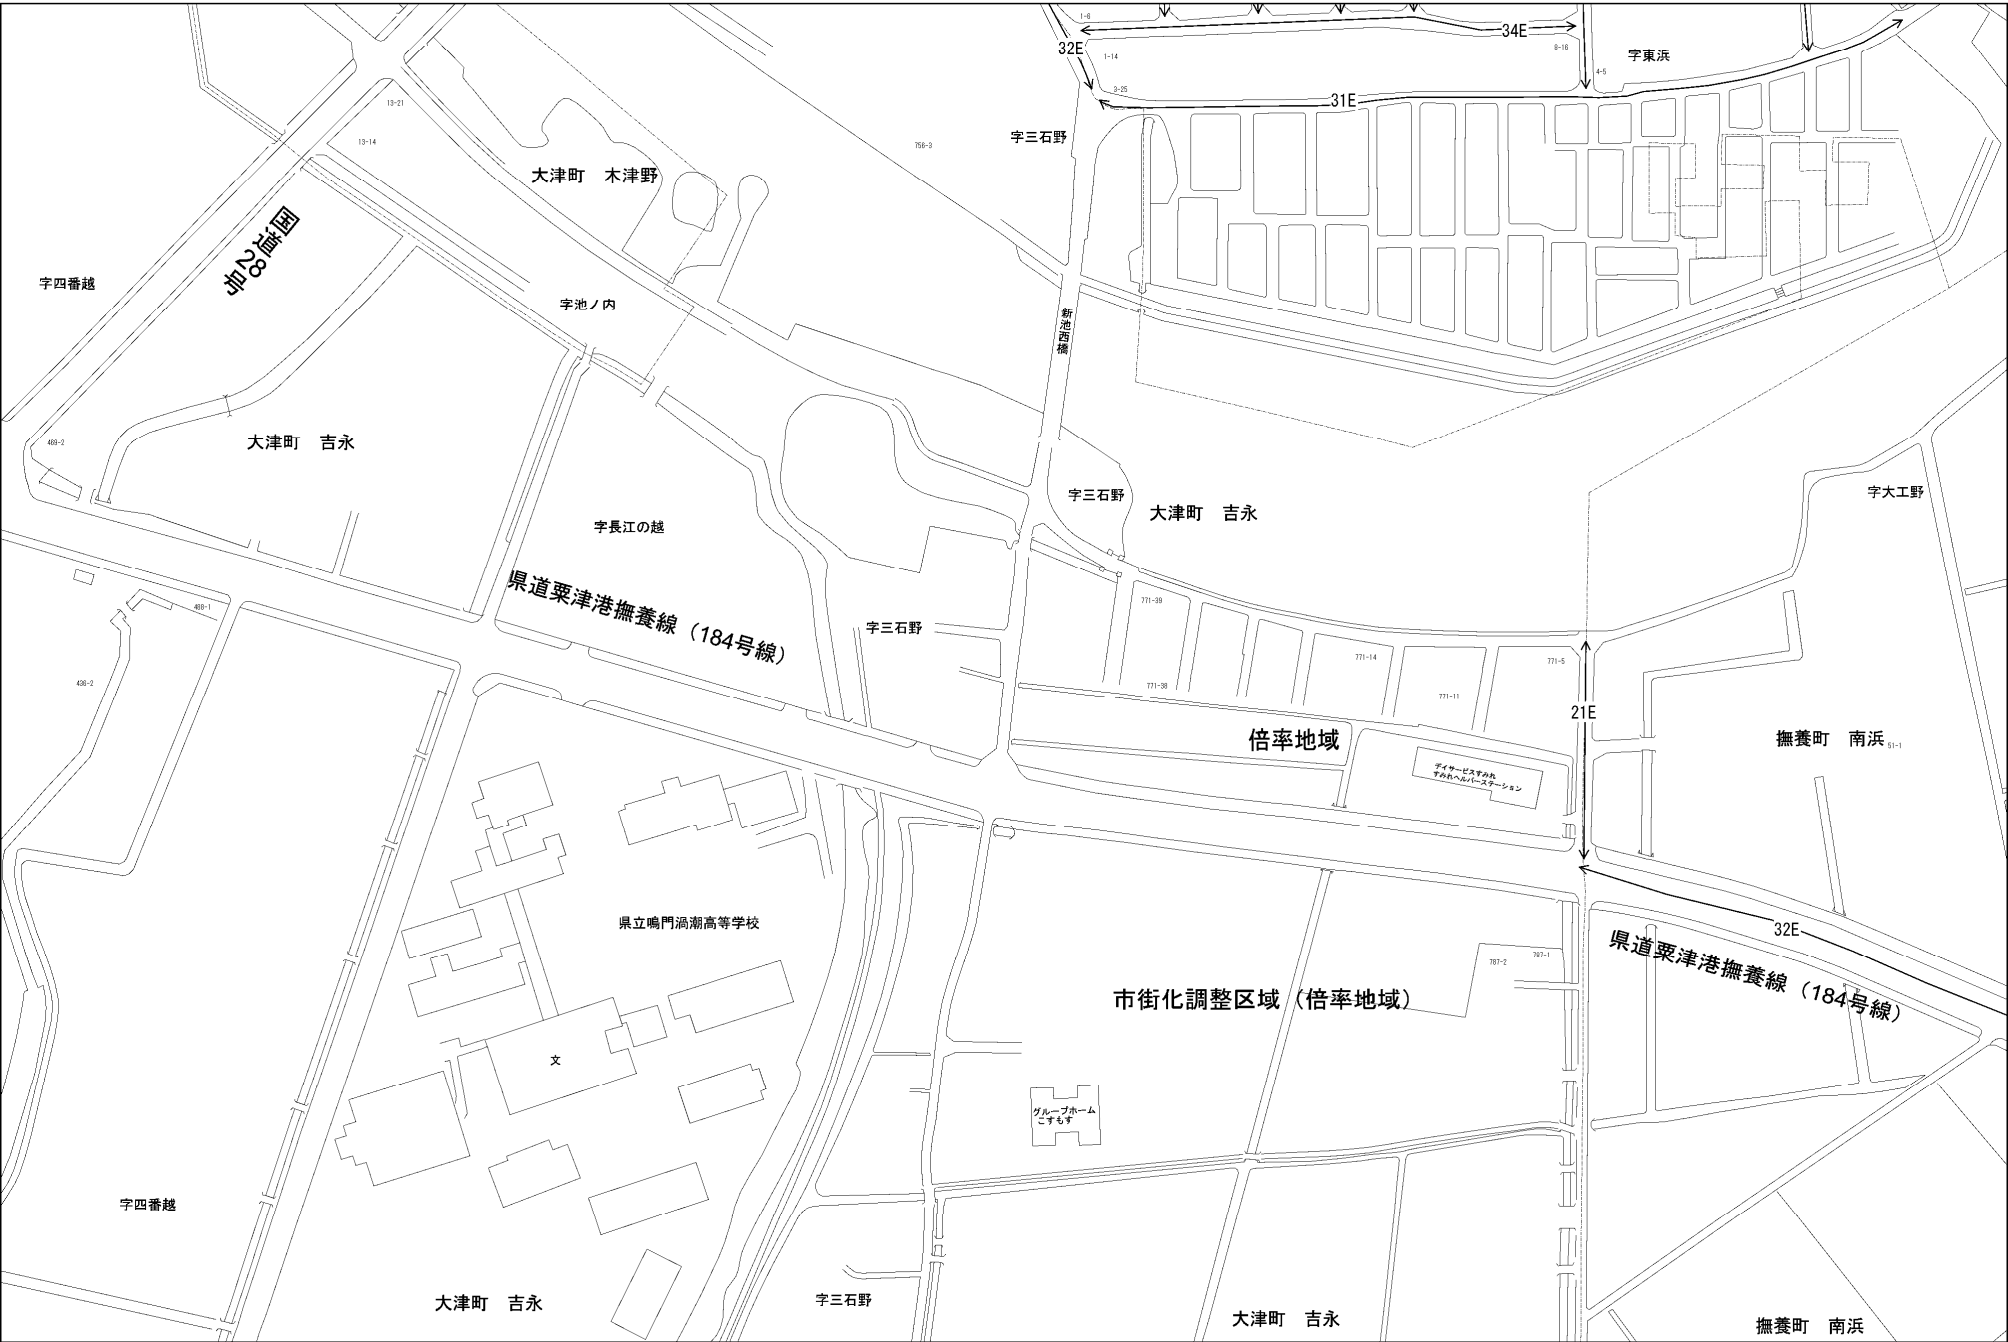 1-6
34E
32E
8-16
字東浜
1-14
4-5
3-25
31E
13-21
13-14
字三石野
756-3
大津町　木津野
国道28号
字四番越
字池ノ内
新池西橋
469-2
大津町　吉永
字三石野
大津町　吉永
字大工野
字長江の越
県道粟津港撫養線（184号線）
488-1
771-39
字三石野
436-2
771-14
771-5
771-38
771-11
21E
倍率地域
撫養町　南浜
51-1
デイサービスすみれ
すみれヘルパーステーション
県立鳴門渦潮高等学校
32E
県道粟津港撫養線（184号線）
787-2
787-1
市街化調整区域（倍率地域）
文
グループホーム
こすもす
字四番越
大津町　吉永
字三石野
大津町　吉永
撫養町　南浜